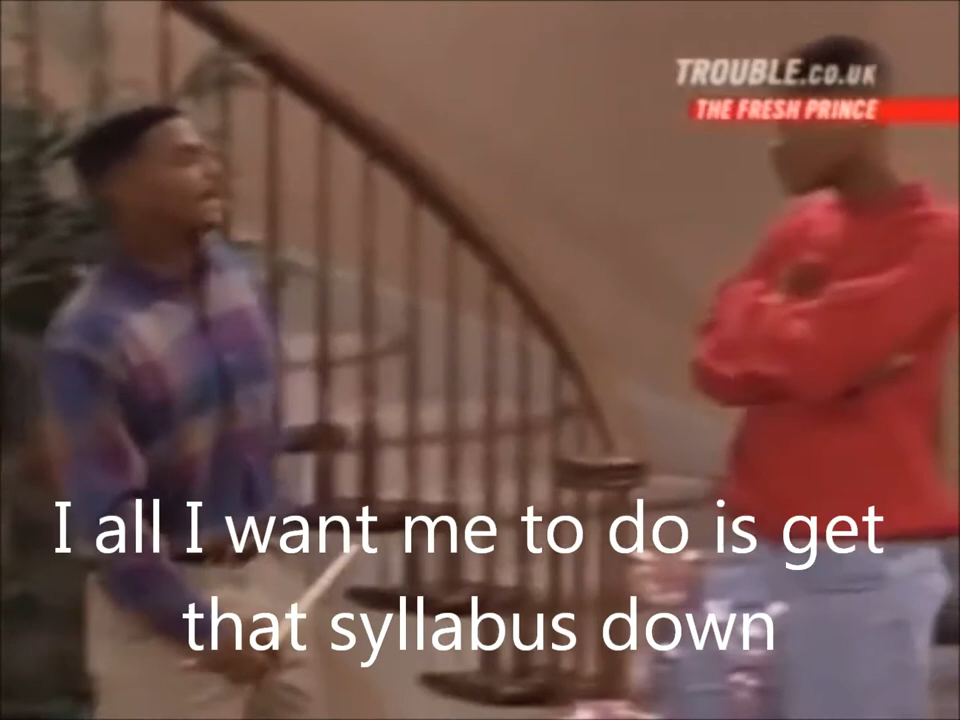 TROUBLE.CO.UK
THE FRESH PRINCE
I all I want me to do is get
that syllabus down